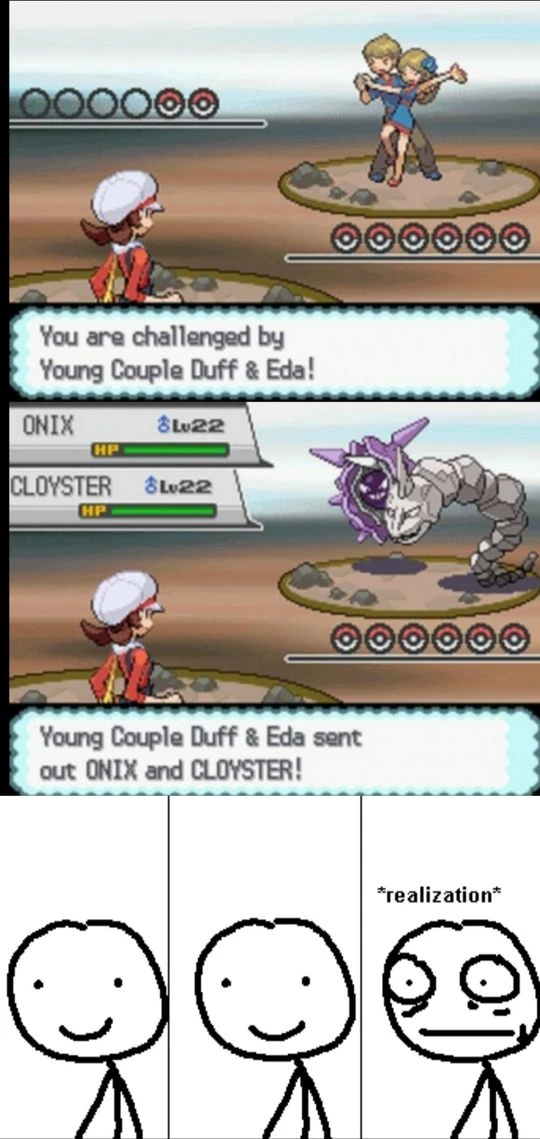 You are challenged by
Young Couple Duff & Eda!
ONIX ♂Lv22
HP
CLOYSTER ♂Lv22
HP
Young Couple Duff & Eda sent
out ONIX and CLOYSTER!
*realization*